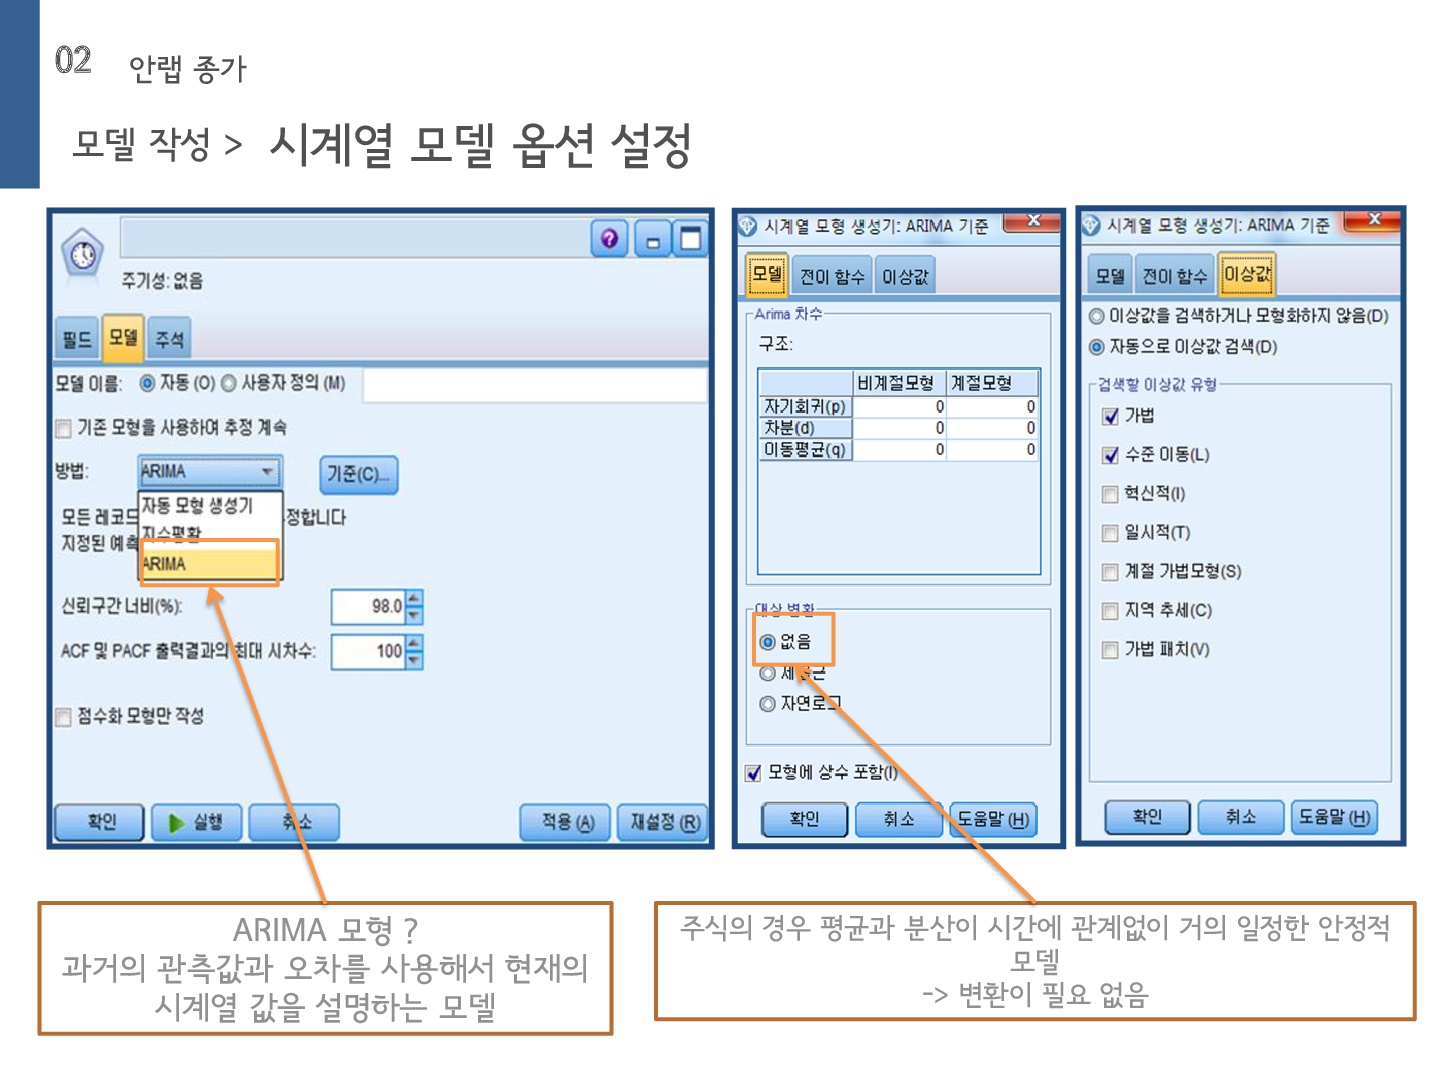 02 안랩 종가
모델 작성 > 시계열 모델 옵션 설정
주기성: 없음
필드 모델 주석
모델 이름: 자동 (O) 사용자 정의 (M)
기존 모형을 사용하여 추정 계속
방법: ARIMA 기준(C)...
자동 모형 생성기
지수평활
ARIMA
모든 레코드 정합니다
지정된 예측
신뢰구간 너비(%): 98.0
ACF 및 PACF 출력결과의 최대 시차수: 100
점수화 모형만 작성
확인 실행 취소 적용 (A) 재설정 (R)
시계열 모형 생성기: ARIMA 기준
모델 전이 함수 이상값
Arima 차수
구조:
비계절모형 계절모형
자기회귀(p) 0 0
차분(d) 0 0
이동평균(q) 0 0
대상 변환
없음
제곱근
자연로그
모형에 상수 포함(I)
확인 취소 도움말 (H)
시계열 모형 생성기: ARIMA 기준
모델 전이 함수 이상값
이상값을 검색하거나 모형화하지 않음(D)
자동으로 이상값 검색(D)
검색할 이상값 유형
가법
수준 이동(L)
혁신적(I)
일시적(T)
계절 가법모형(S)
지역 추세(C)
가법 패치(V)
확인 취소 도움말 (H)
ARIMA 모형 ?
과거의 관측값과 오차를 사용해서 현재의
시계열 값을 설명하는 모델
주식의 경우 평균과 분산이 시간에 관계없이 거의 일정한 안정적
모델
-> 변환이 필요 없음